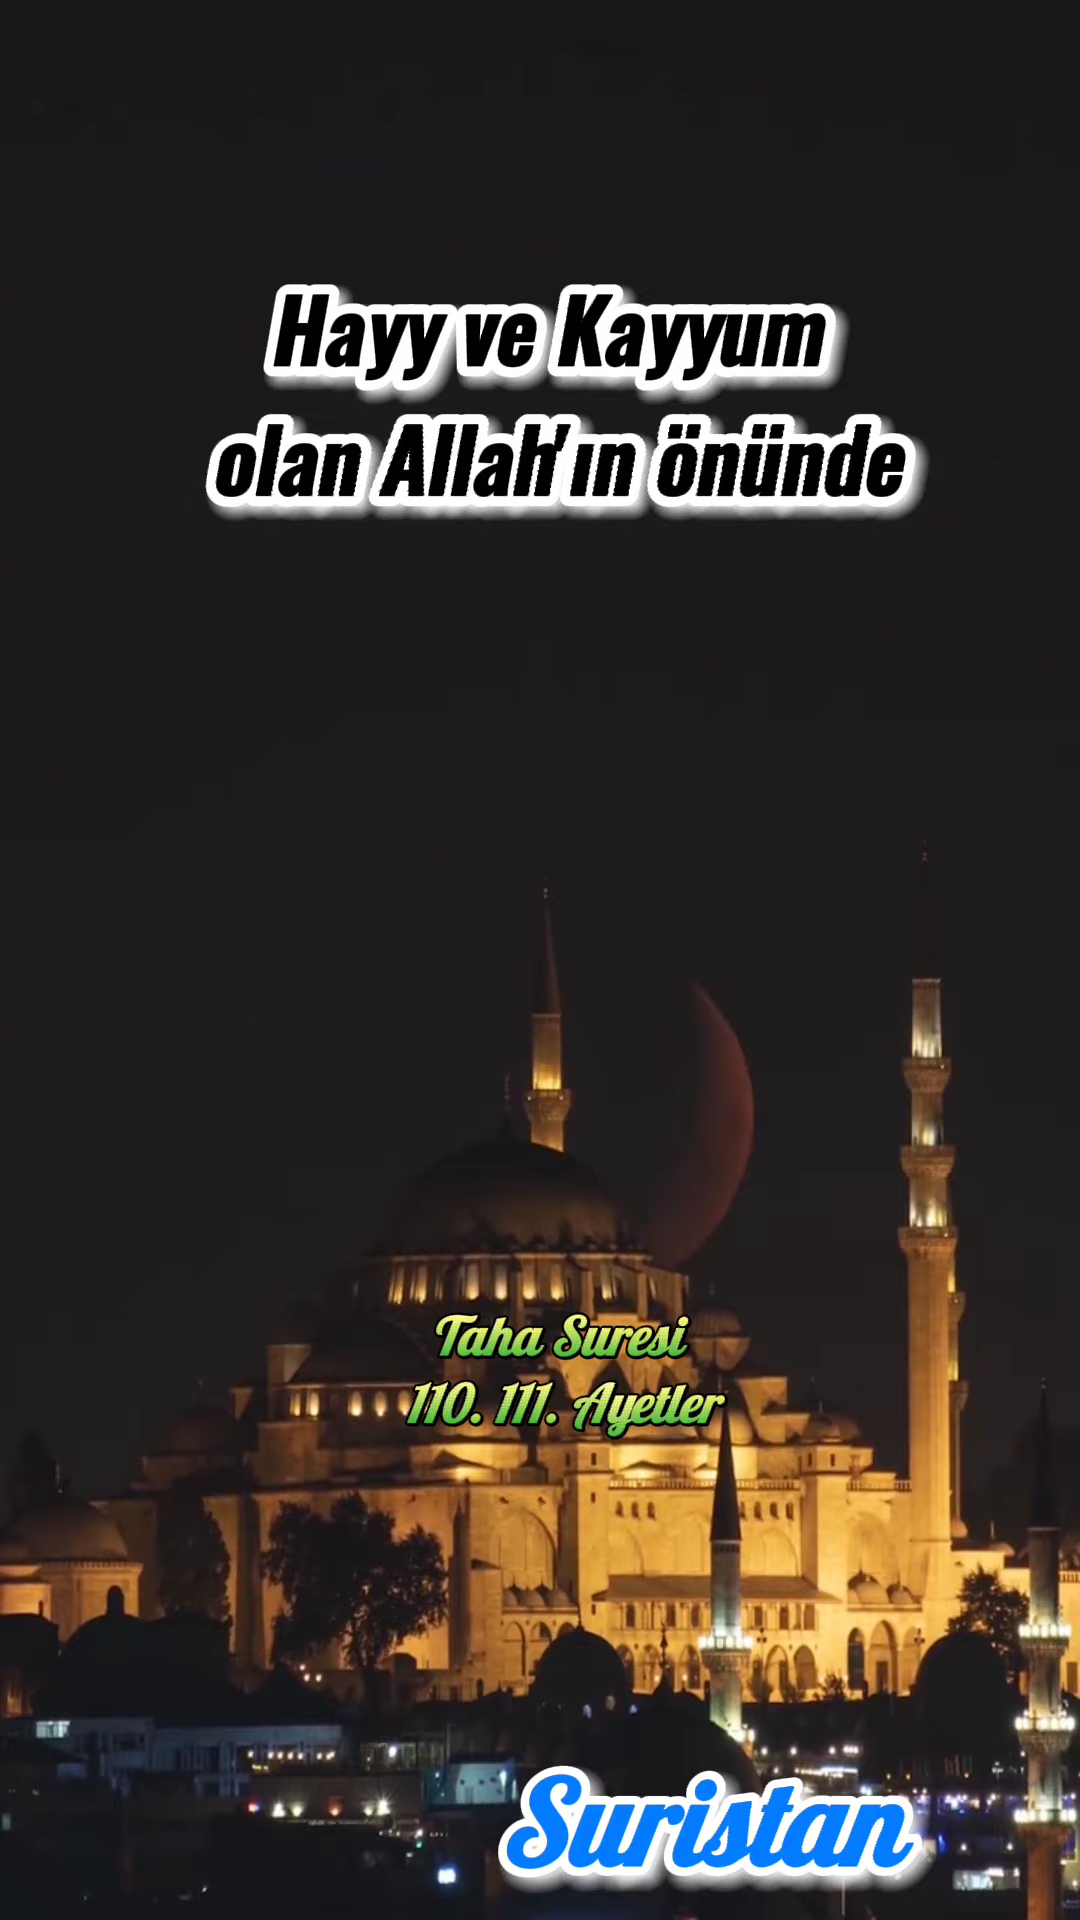 Hayy ve Kayyum
olan Allah'ın önünde
Taha Suresi
110. 111. Ayetler
Suristan